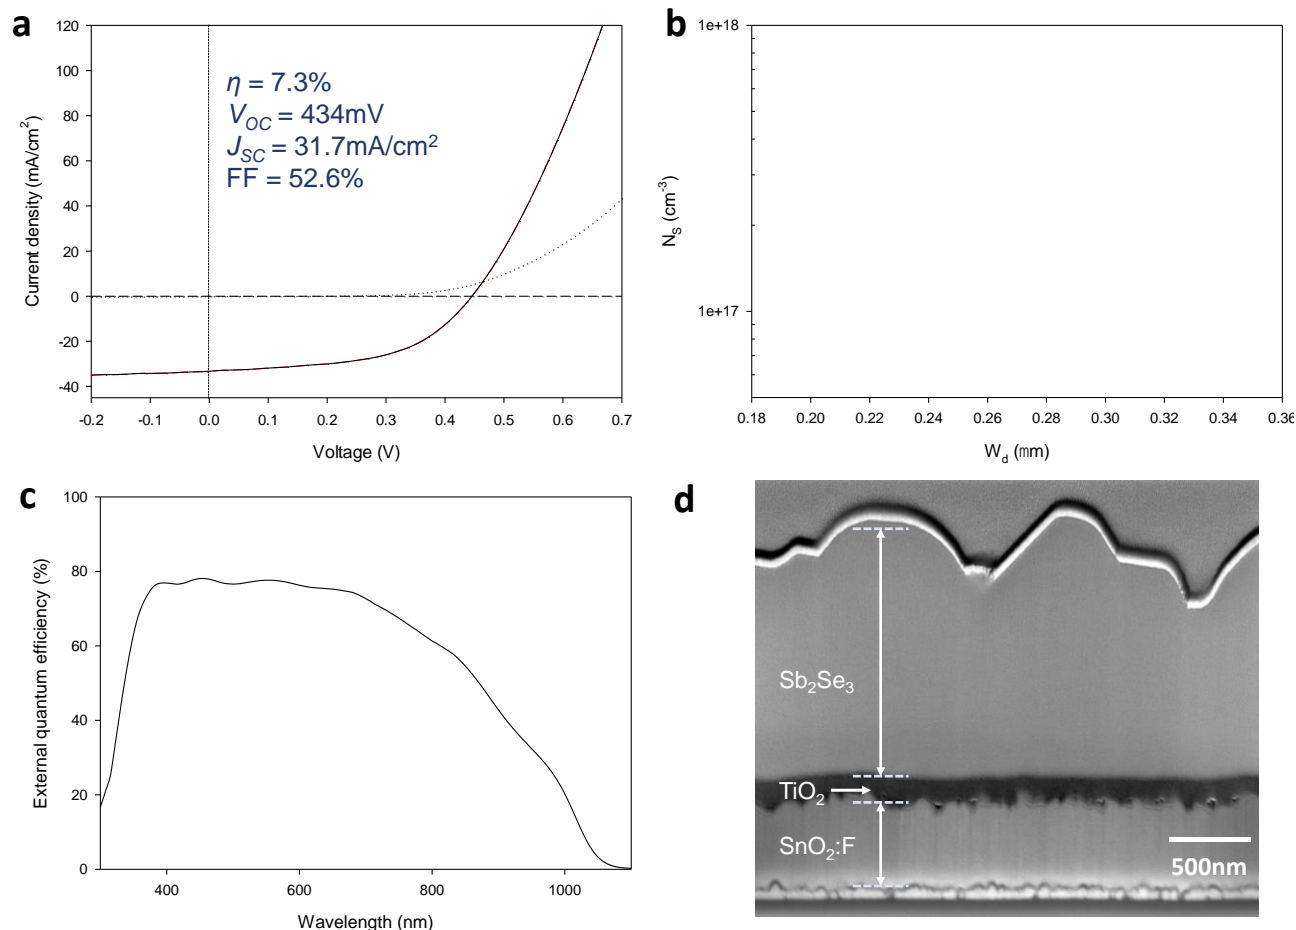 a
120
100
80
60
40
20
0
-20
-40
Current density (mA/cm²)
η = 7.3%
V_OC = 434mV
J_SC = 31.7mA/cm²
FF = 52.6%
-0.2 -0.1 0.0 0.1 0.2 0.3 0.4 0.5 0.6 0.7
Voltage (V)
b
1e+18
1e+17
N_S (cm⁻³)
0.18 0.20 0.22 0.24 0.26 0.28 0.30 0.32 0.34 0.36
W_d (mm)
c
100
80
60
40
20
0
External quantum efficiency (%)
400 600 800 1000
Wavelength (nm)
d
Sb₂Se₃
TiO₂
SnO₂:F
500nm